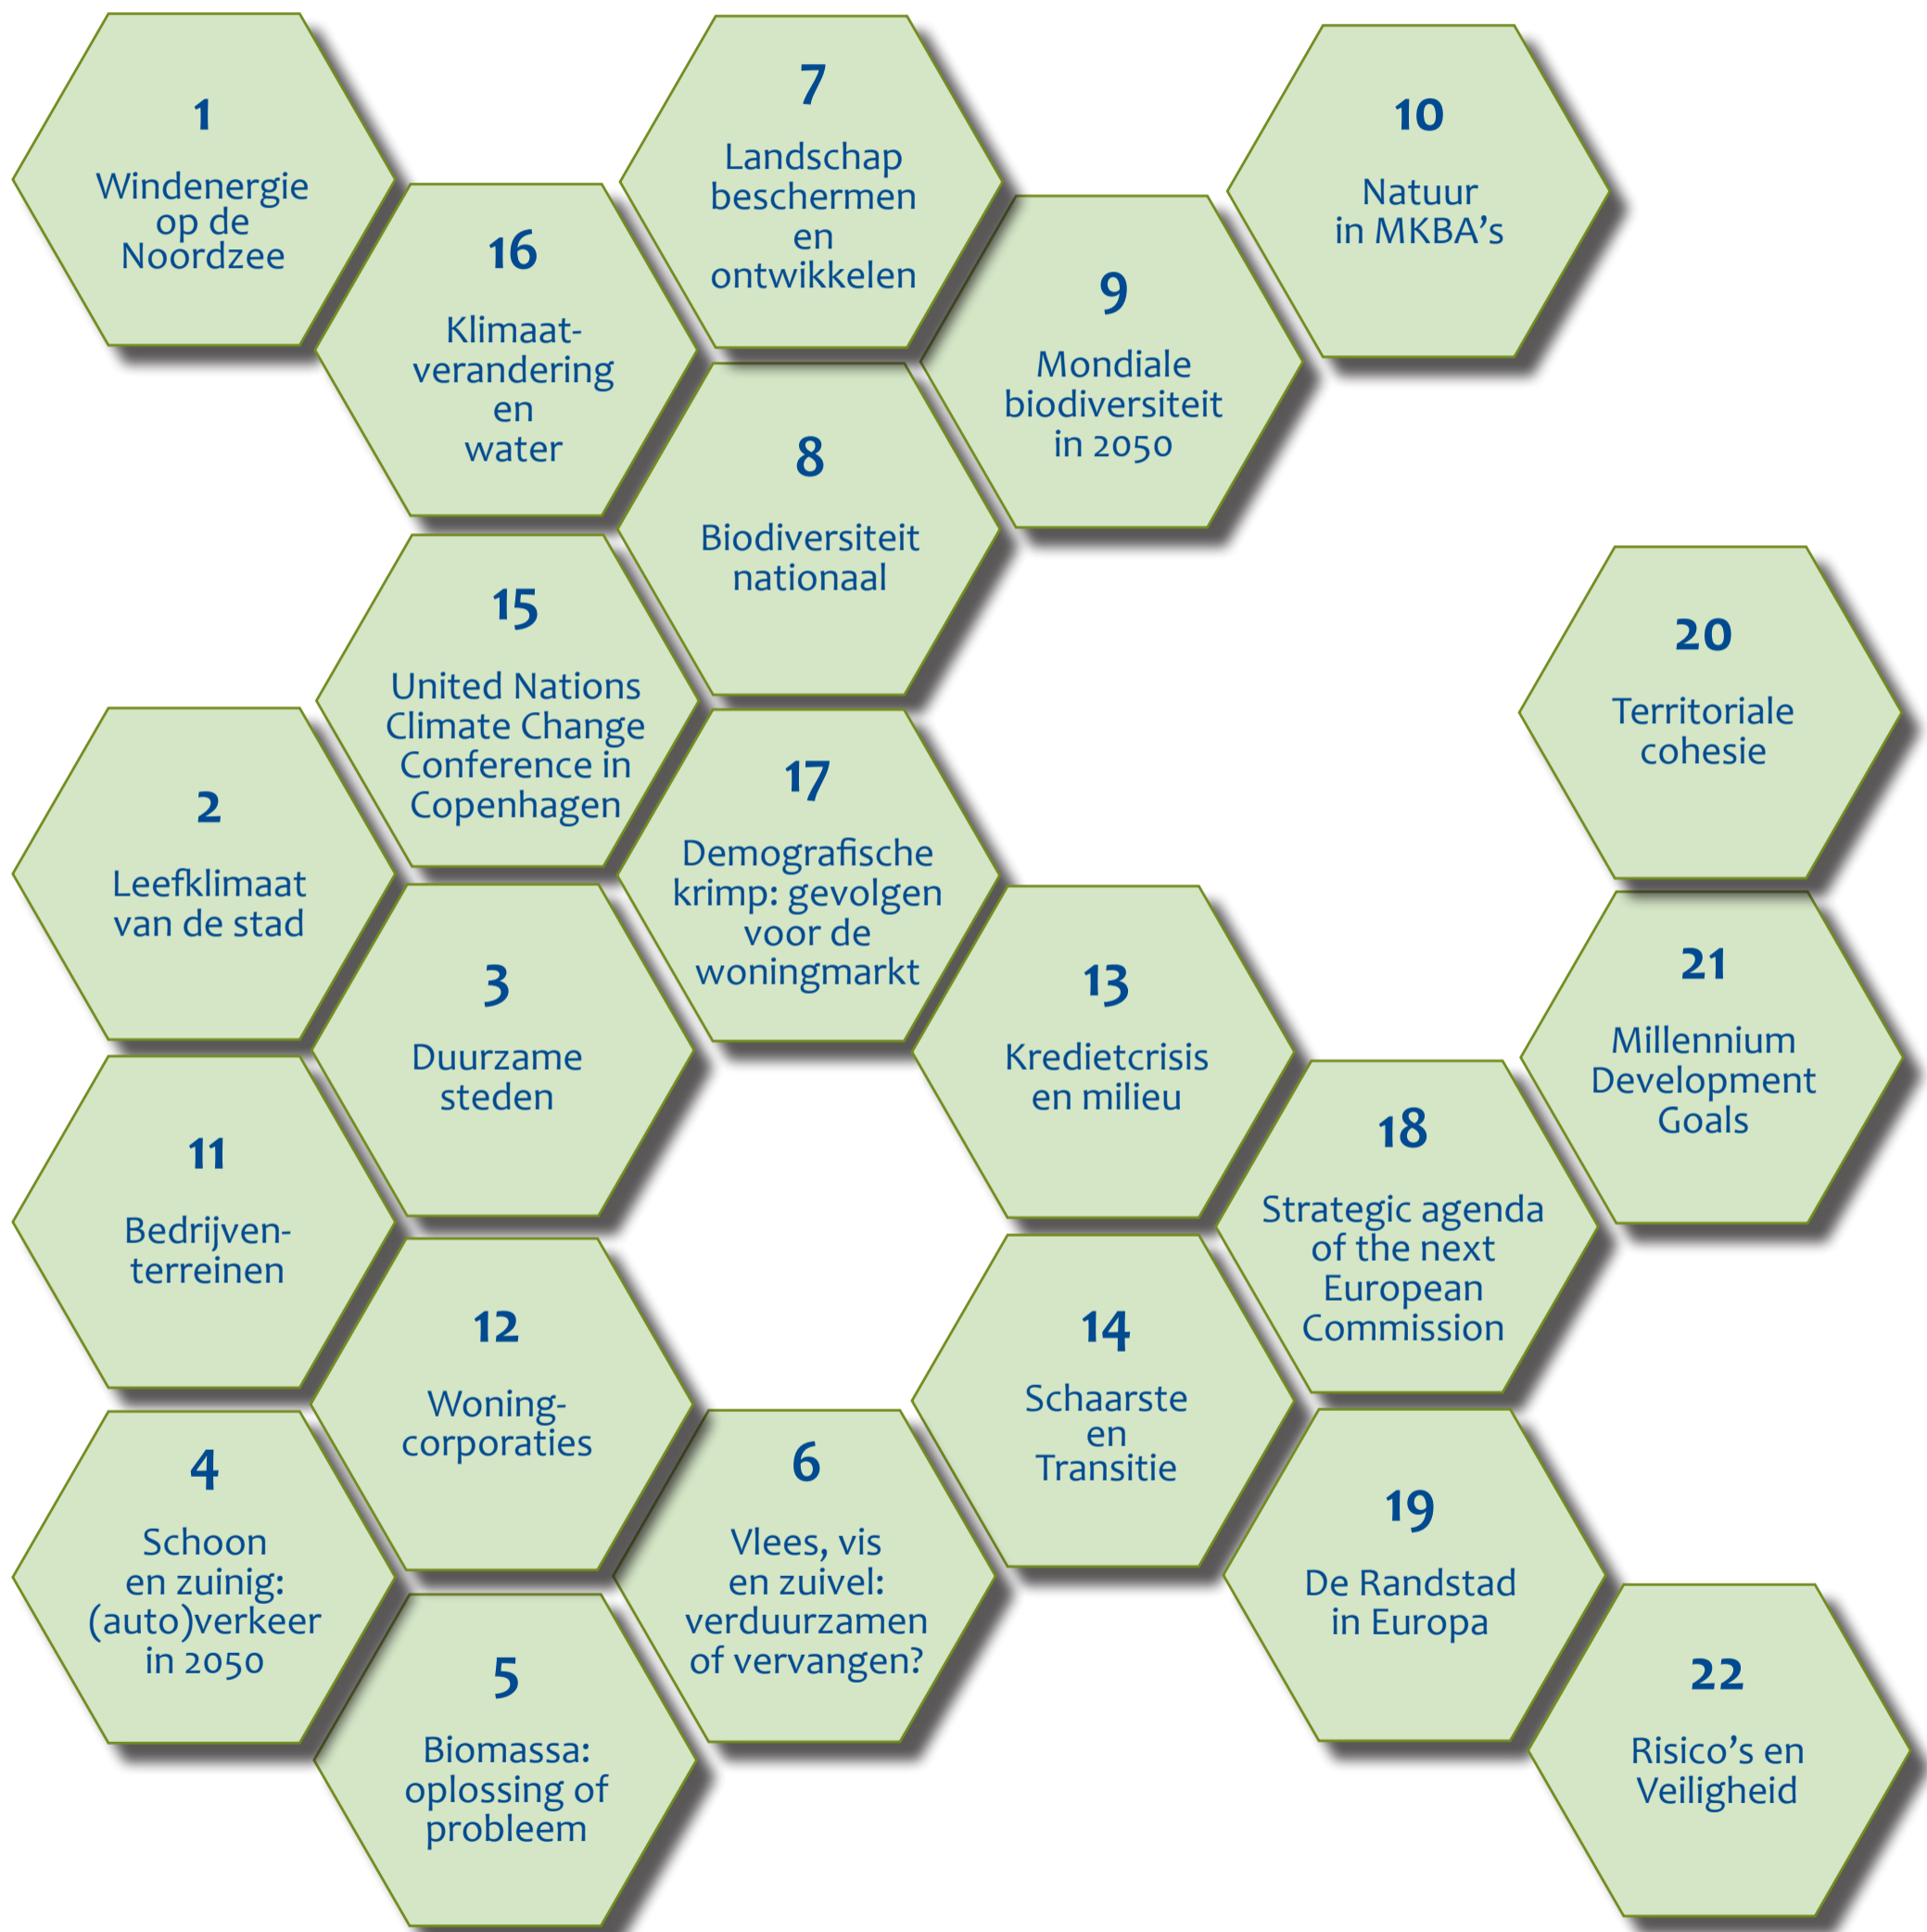 1
Windenergie
op de
Noordzee
16
Klimaat-
verandering
en
water
7
Landschap
beschermen
en
ontwikkelen
9
Mondiale
biodiversiteit
in 2050
10
Natuur
in MKBA’s
8
Biodiversiteit
nationaal
15
United Nations
Climate Change
Conference in
Copenhagen
20
Territoriale
cohesie
2
Leefklimaat
van de stad
17
Demografische
krimp: gevolgen
voor de
woningmarkt
3
Duurzame
steden
13
Kredietcrisis
en milieu
21
Millennium
Development
Goals
11
Bedrijven-
terreinen
18
Strategic agenda
of the next
European
Commission
12
Woning-
corporaties
14
Schaarste
en
Transitie
4
Schoon
en zuinig:
(auto)verkeer
in 2050
6
Vlees, vis
en zuivel:
verduurzamen
of vervangen?
19
De Randstad
in Europa
5
Biomassa:
oplossing of
probleem
22
Risico’s en
Veiligheid